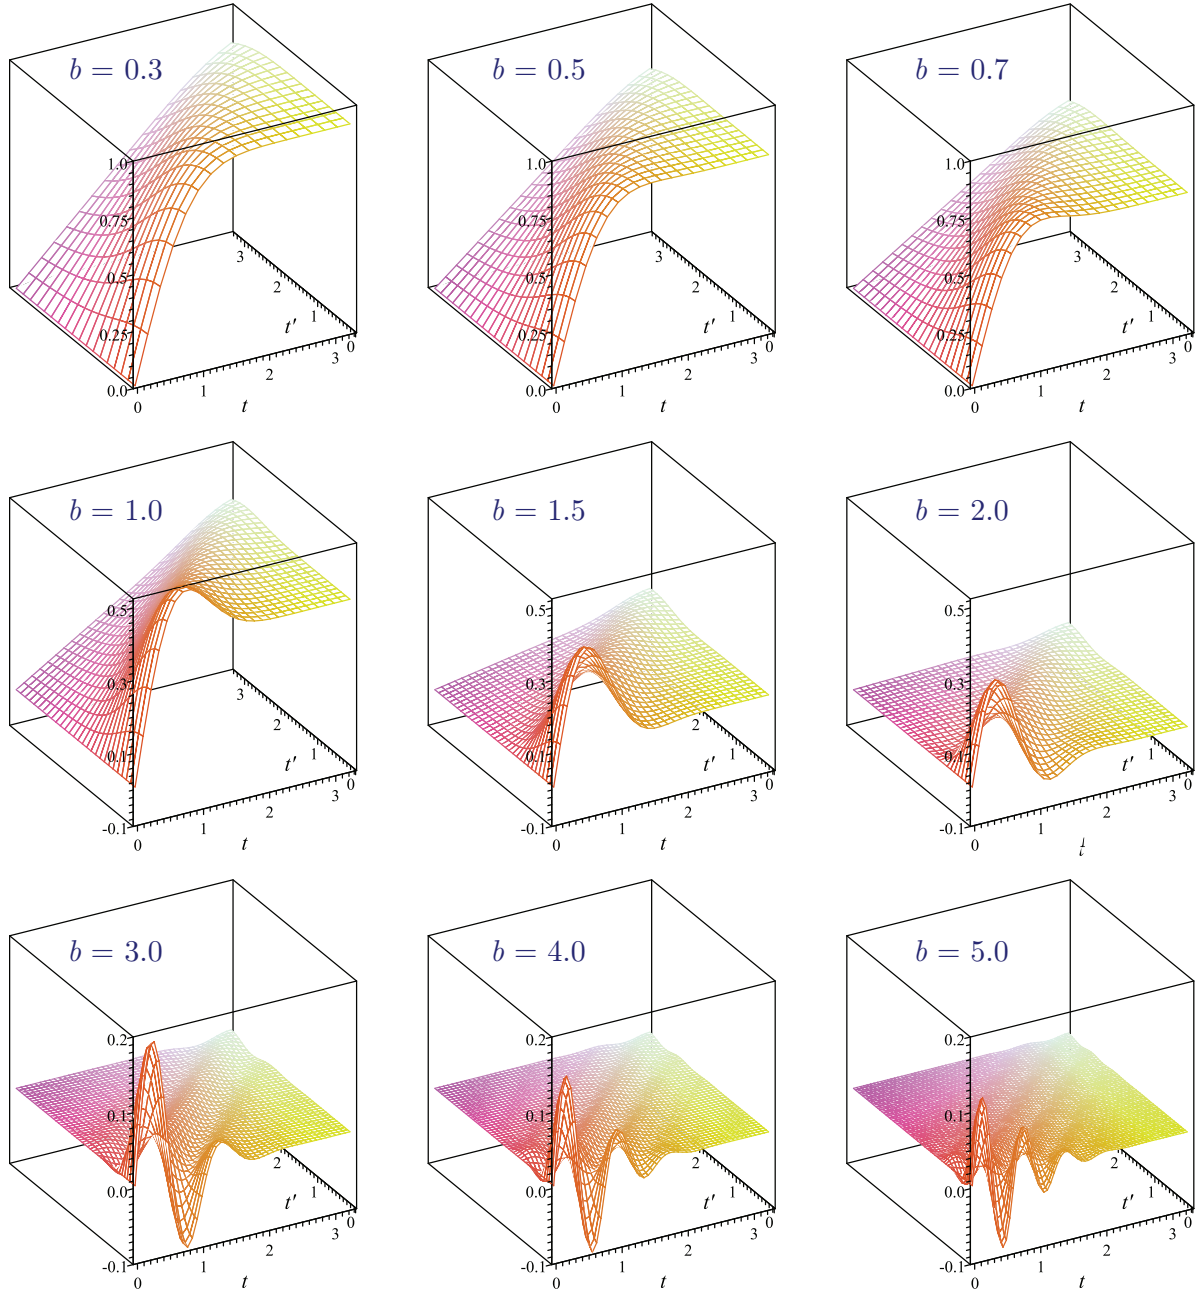 b = 0.3 b = 0.5 b = 0.7
1.0 1.0 1.0
0.75 0.75 0.75
3 3 3
0.5 0.5 0.5
2 2 2
0.25 t′ 1 0.25 t′ 1 0.25 t′ 1
3 0 3 0 3 0
2 2 2
0.0 1 0.0 1 0.0 1
0 t 0 t 0 t
b = 1.0 b = 1.5 b = 2.0
0.5 0.5 0.5
0.3 3 0.3 0.3
2 2
0.1 t′ 1 0.1 t′ 1 0.1 t′ 1
3 0 3 0 3 0
2 2 2
-0.1 1 -0.1 1 -0.1 1
0 t 0 t 0 t
b = 3.0 b = 4.0 b = 5.0
0.2 0.2 0.2
0.1 0.1 0.1
2 2 2
0.0 t′ 1 0.0 t′ 1 0.0 t′ 1
3 0 3 0 3 0
2 2 2
-0.1 1 -0.1 1 -0.1 1
0 t 0 t 0 t